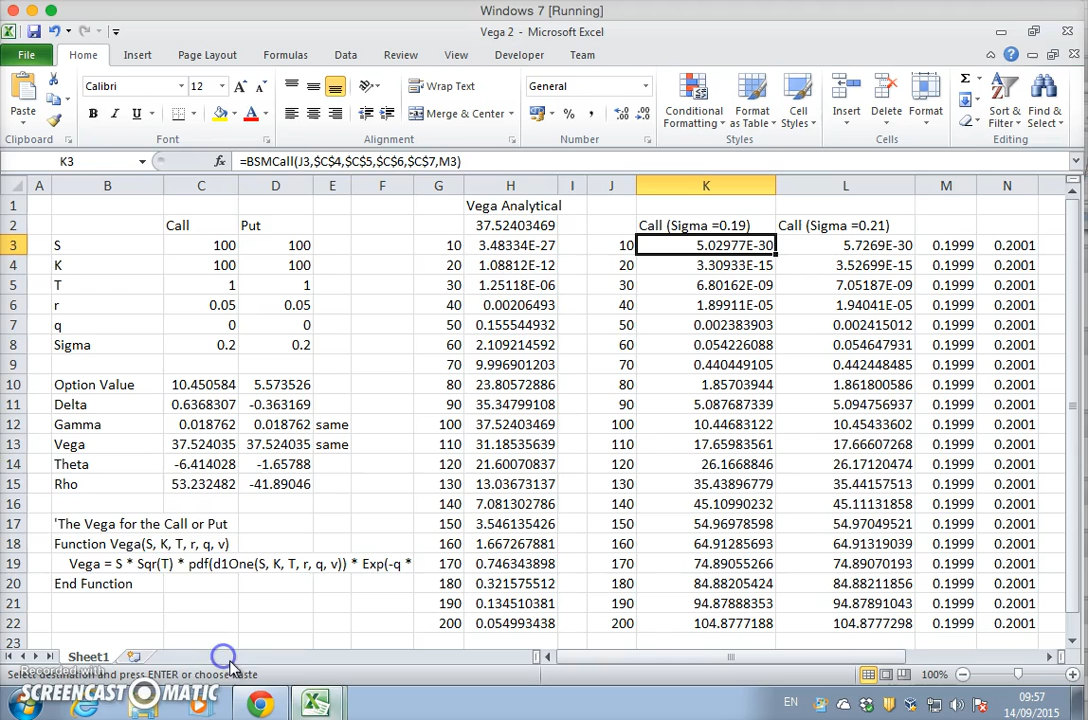 Windows 7 [Running]
Vega 2 - Microsoft Excel
File Home Insert Page Layout Formulas Data Review View Developer Team
Paste Calibri 12 A A Wrap Text General Conditional Formatting Format as Table Cell Styles Insert Delete Format Sort & Filter Find & Select
B I U A Merge & Center % ,
Clipboard Font Alignment Number Styles Cells Editing
K3 fx =BSMCall(J3,$C$4,$C$5,$C$6,$C$7,M3)
A B C D E F G H I J K L M N
1 Vega Analytical
2 Call Put 37.52403469 Call (Sigma =0.19) Call (Sigma =0.21)
3 S 100 100 10 3.48334E-27 10 5.02977E-30 5.7269E-30 0.1999 0.2001
4 K 100 100 20 1.08812E-12 20 3.30933E-15 3.52699E-15 0.1999 0.2001
5 T 1 1 30 1.25118E-06 30 6.80162E-09 7.05187E-09 0.1999 0.2001
6 r 0.05 0.05 40 0.00206493 40 1.89911E-05 1.94041E-05 0.1999 0.2001
7 q 0 0 50 0.155544932 50 0.002383903 0.002415012 0.1999 0.2001
8 Sigma 0.2 0.2 60 2.109214592 60 0.054226088 0.054647931 0.1999 0.2001
9 70 9.996901203 70 0.440449105 0.442448485 0.1999 0.2001
10 Option Value 10.450584 5.573526 80 23.80572886 80 1.85703944 1.861800586 0.1999 0.2001
11 Delta 0.6368307 -0.363169 90 35.34799108 90 5.087687339 5.094756937 0.1999 0.2001
12 Gamma 0.018762 0.018762 same 100 37.52403469 100 10.44683122 10.45433602 0.1999 0.2001
13 Vega 37.524035 37.524035 same 110 31.18535639 110 17.65983561 17.66607268 0.1999 0.2001
14 Theta -6.414028 -1.65788 120 21.60070837 120 26.1668846 26.17120474 0.1999 0.2001
15 Rho 53.232482 -41.89046 130 13.03673137 130 35.43896779 35.44157513 0.1999 0.2001
16 140 7.081302786 140 45.10990232 45.11131858 0.1999 0.2001
17 'The Vega for the Call or Put 150 3.546135426 150 54.96978598 54.97049521 0.1999 0.2001
18 Function Vega(S, K, T, r, q, v) 160 1.667267881 160 64.91285693 64.91319039 0.1999 0.2001
19 Vega = S * Sqr(T) * pdf(d1One(S, K, T, r, q, v)) * Exp(-q * 170 0.746343898 170 74.89055266 74.89070193 0.1999 0.2001
20 End Function 180 0.321575512 180 84.88205424 84.88211856 0.1999 0.2001
21 190 0.134510381 190 94.87888353 94.87891043 0.1999 0.2001
22 200 0.054993438 200 104.8777188 104.8777298 0.1999 0.2001
23
Sheet1
Select destination and press ENTER or choose Paste 100%
Recorded with
SCREENCAST MATIC
EN 09:57
14/09/2015